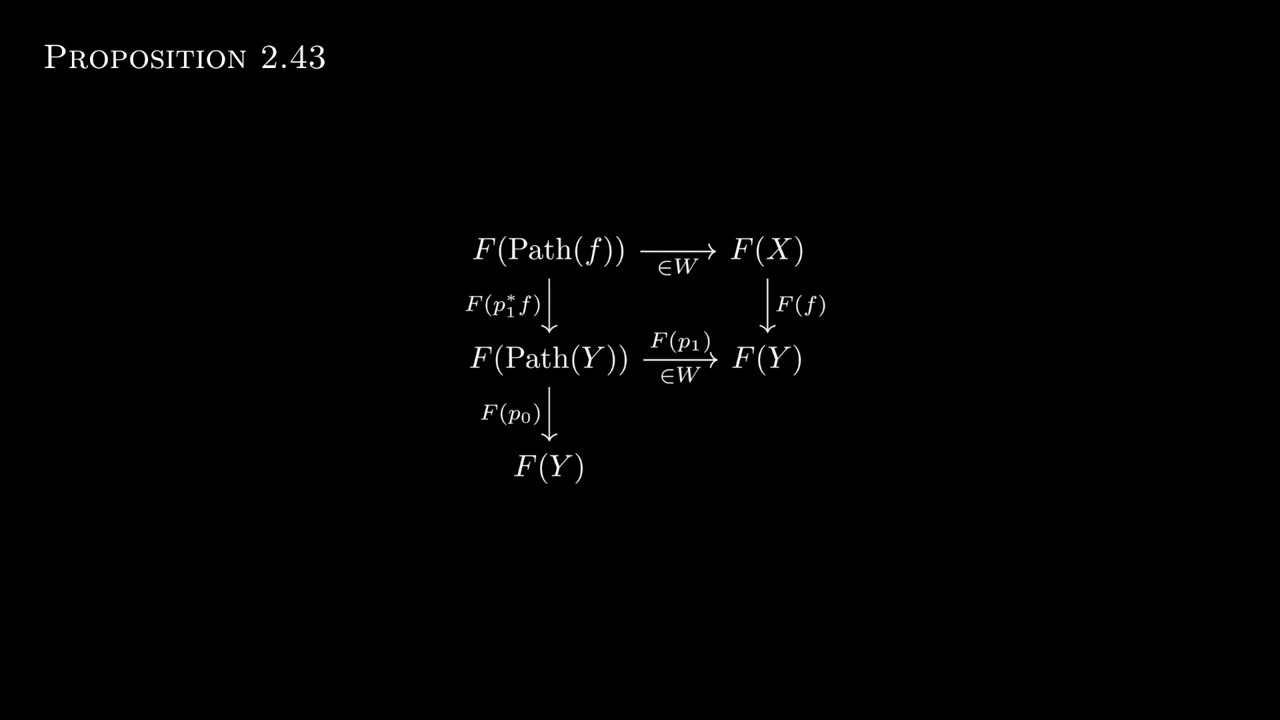 PROPOSITION 2.43
F(Path(f)) ⟶ F(X)
∈W
F(p₁*f) F(f)
F(p₁)
F(Path(Y)) ⟶ F(Y)
∈W
F(p₀)
F(Y)